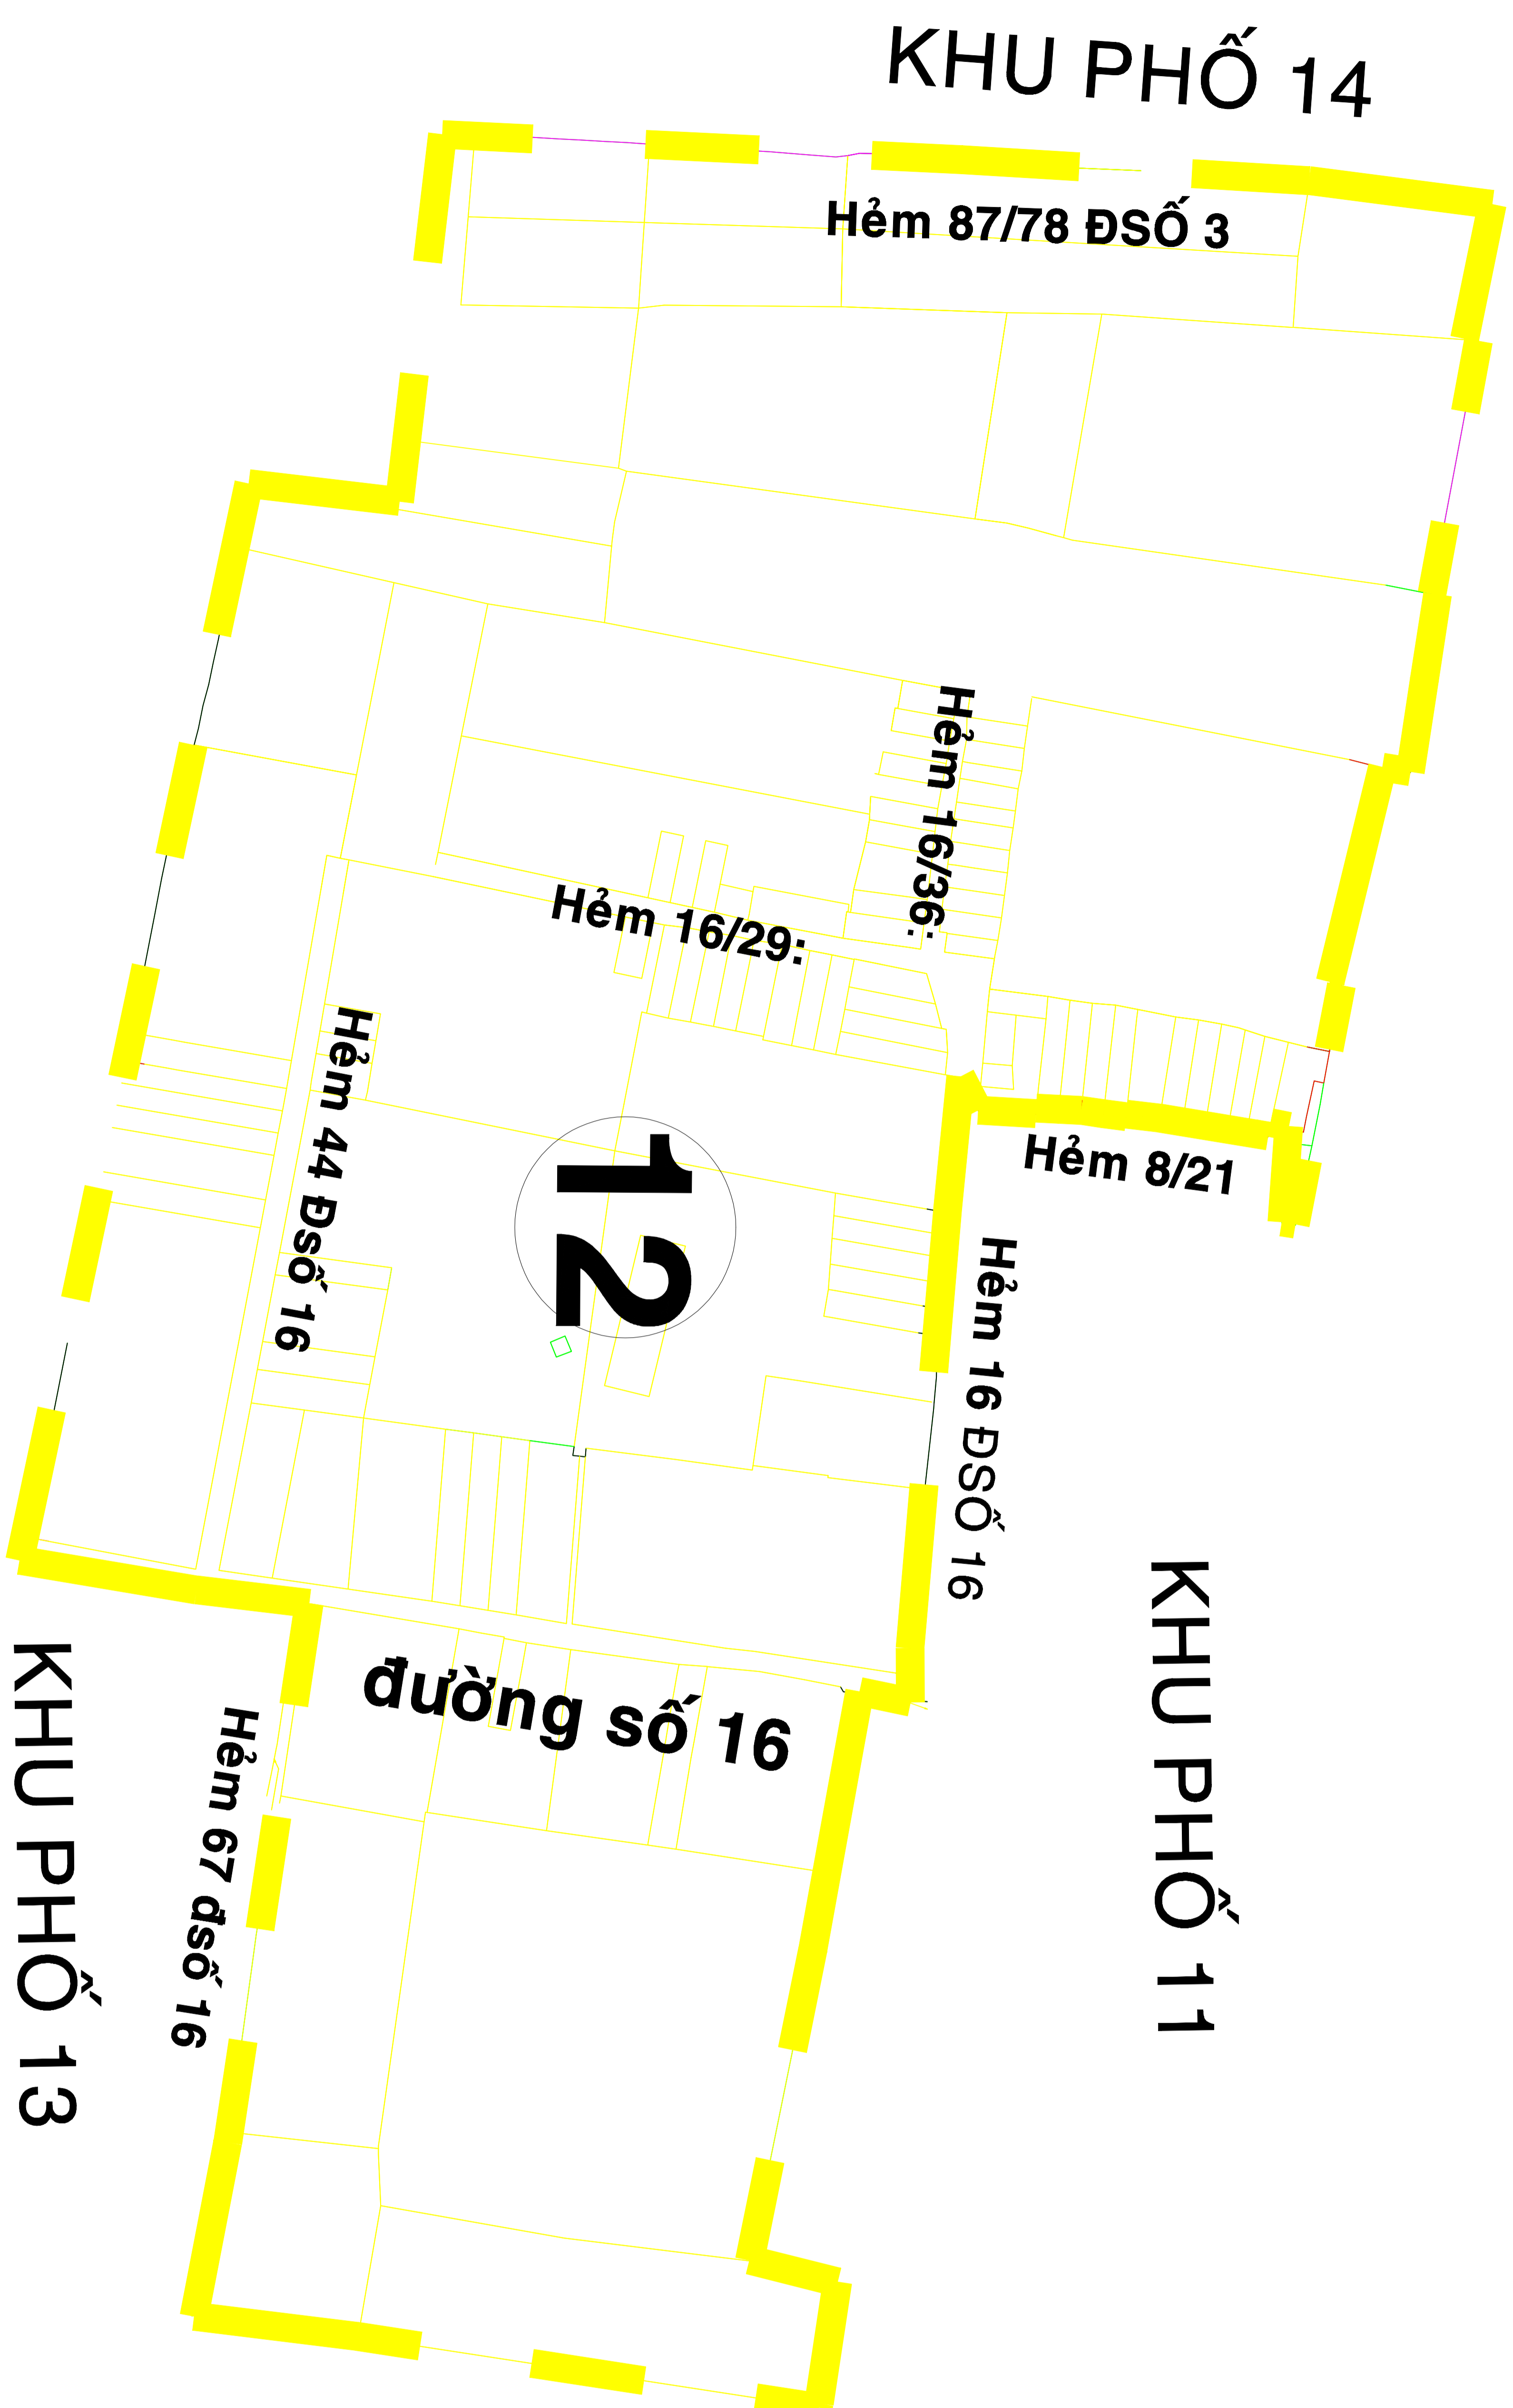 KHU PHỐ 14
Hẻm 87/78 ĐSỐ 3
Hẻm 16/36:
Hẻm 16/29:
Hẻm 44 Đsố 16
12
Hẻm 8/21
Hẻm 16 ĐSỐ 16
KHU PHỐ 11
đường số 16
KHU PHỐ 13
Hẻm 67 đsố 16